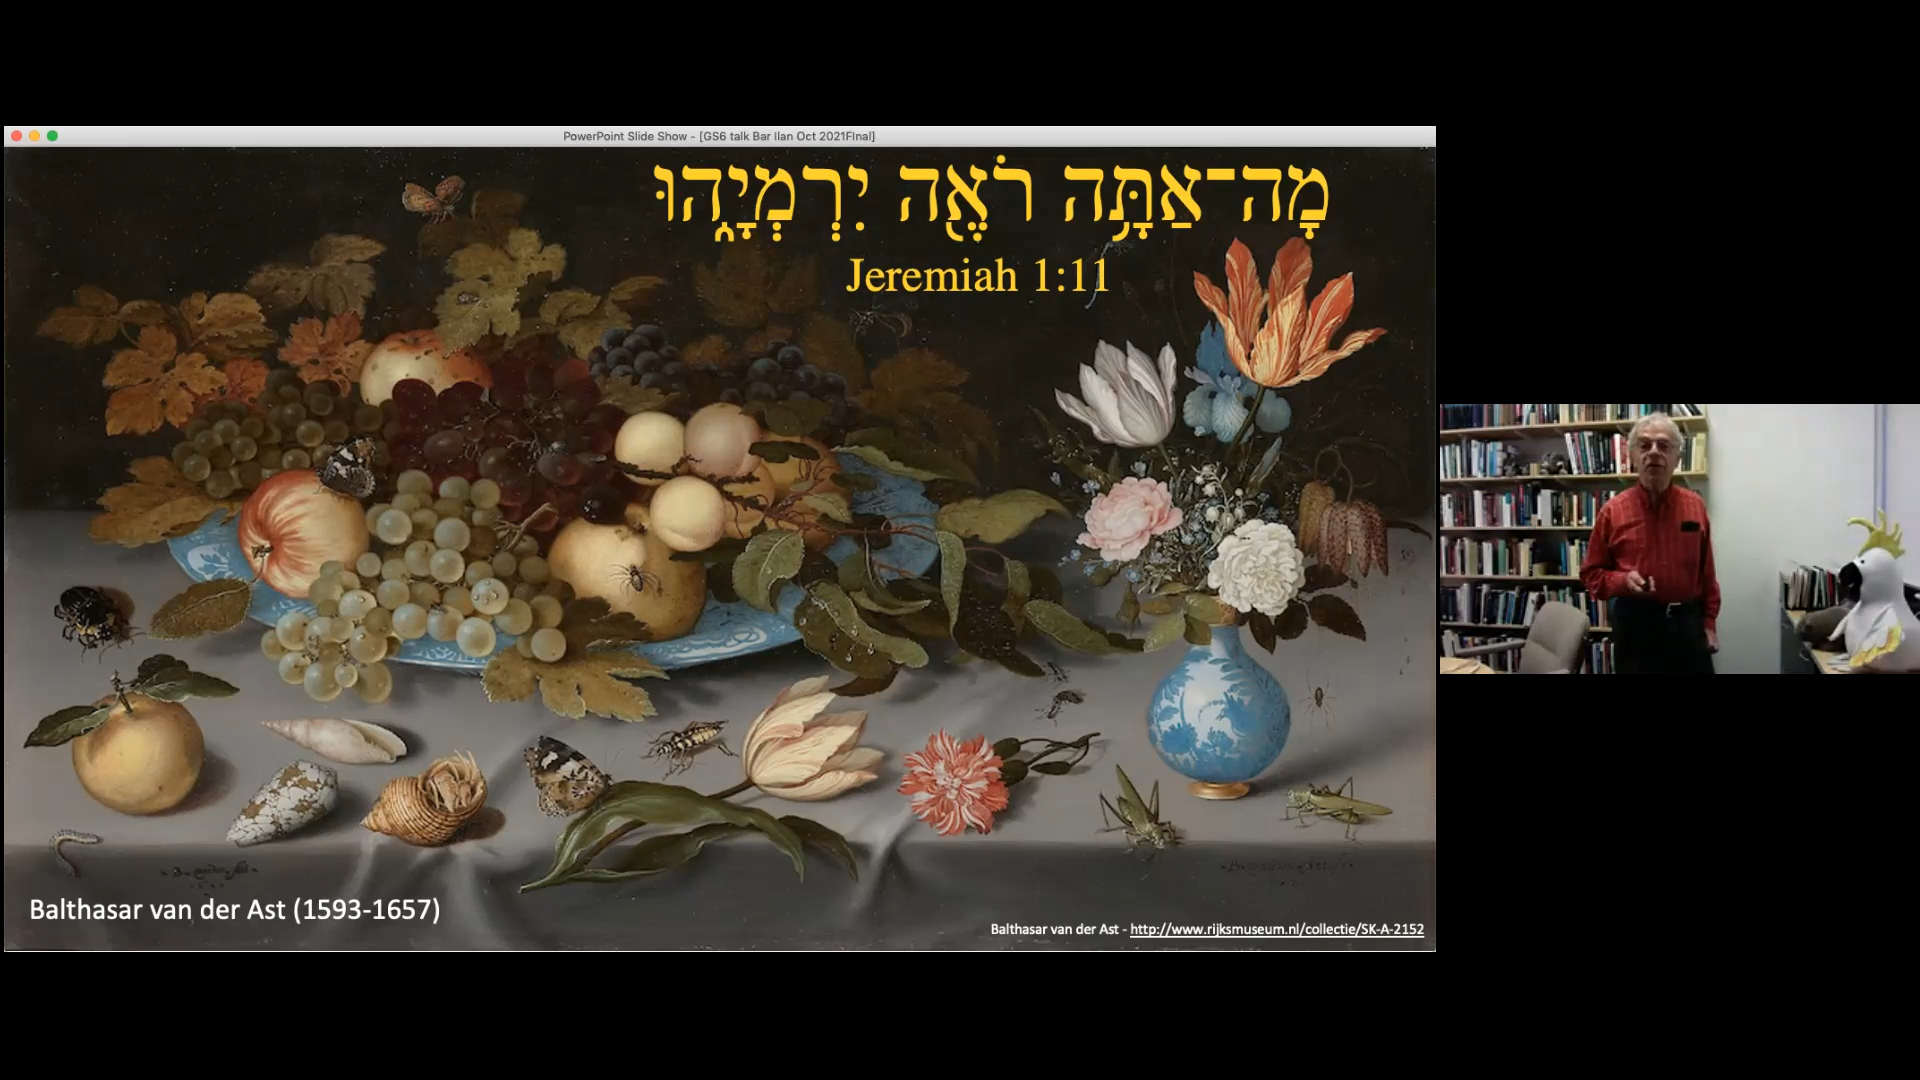 PowerPoint Slide Show - [GS6 talk Bar Ilan Oct 2021FInal]
מָה־אַתָּ֥ה רֹאֶ֖ה יִרְמְיָ֑הוּ
Jeremiah 1:11
Balthasar van der Ast (1593-1657)
Balthasar van der Ast - http://www.rijksmuseum.nl/collectie/SK-A-2152